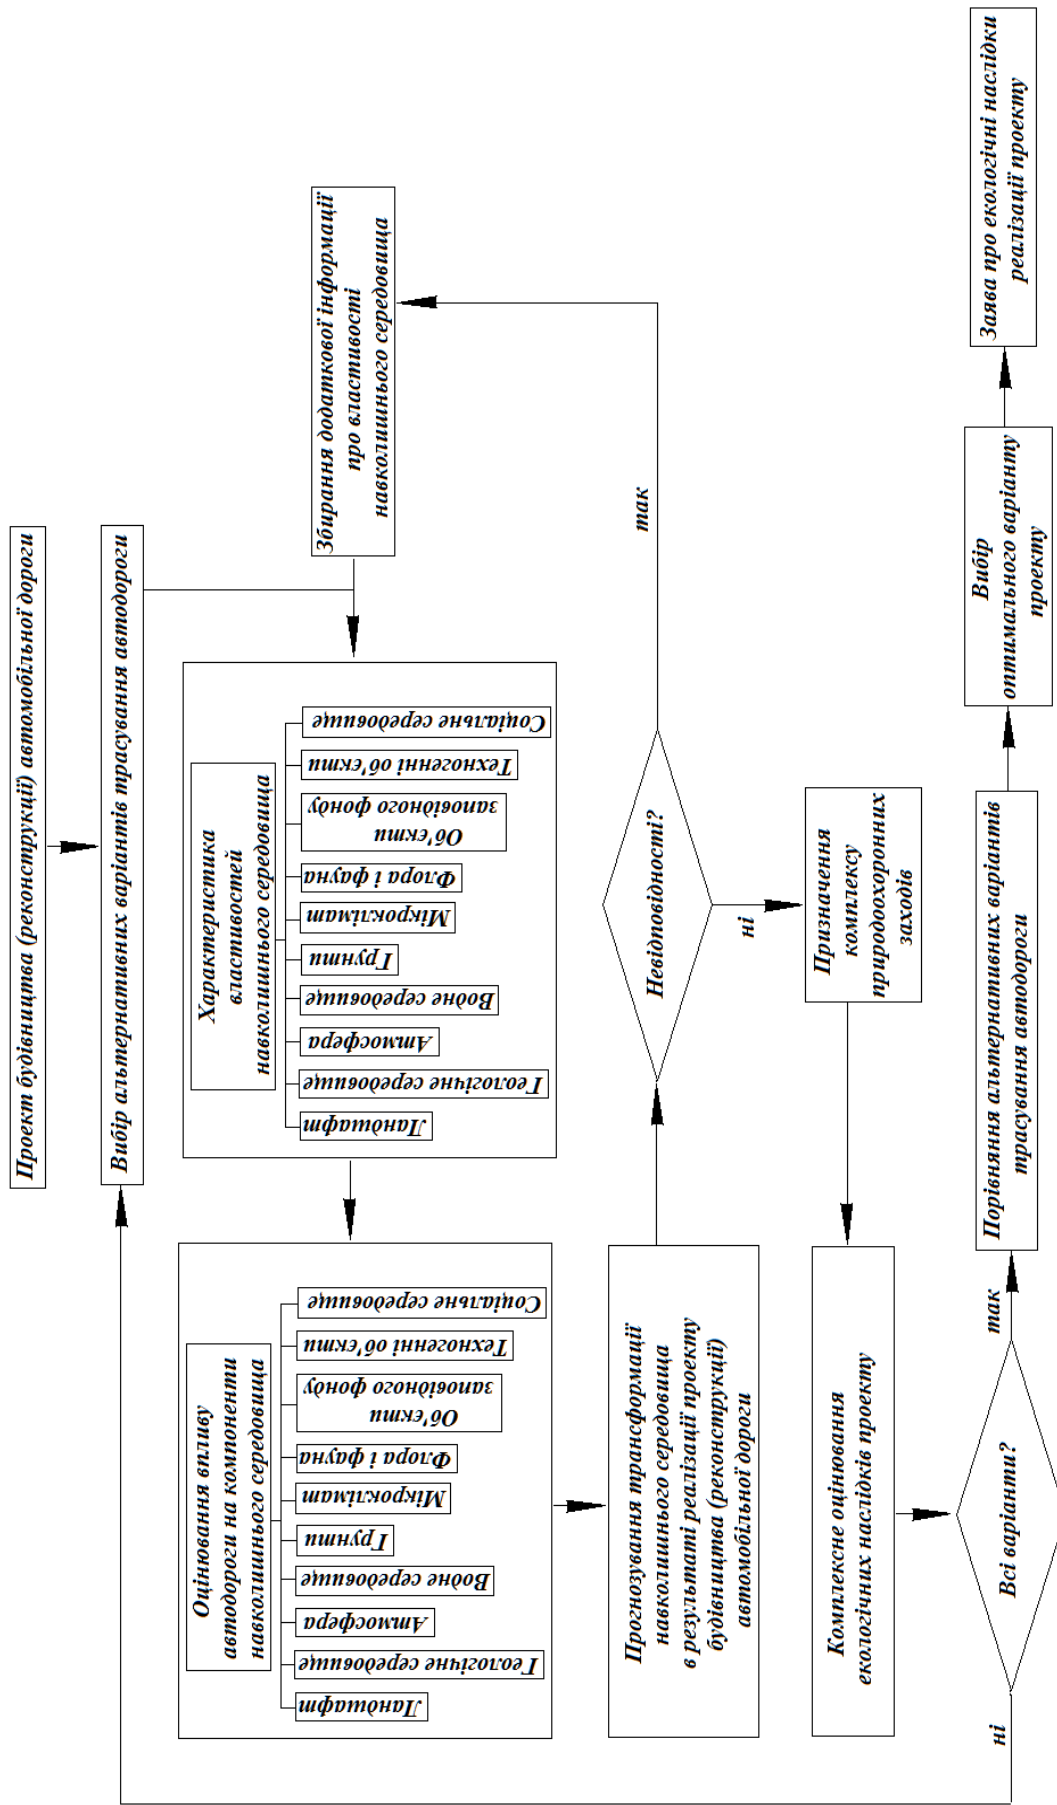 Проект будівництва (реконструкції) автомобільної дороги
Вибір альтернативних варіантів трасування автодороги
Оцінювання впливу
автодороги на компоненти
навколишнього середовища
Ландшафт
Геологічне середовище
Атмосфера
Водне середовище
Ґрунти
Мікроклімат
Флора і фауна
Об'єкти
заповідного фонду
Техногенні об'єкти
Соціальне середовище
Характеристика
властивостей
навколишнього середовища
Ландшафт
Геологічне середовище
Атмосфера
Водне середовище
Ґрунти
Мікроклімат
Флора і фауна
Об'єкти
заповідного фонду
Техногенні об'єкти
Соціальне середовище
Збирання додаткової інформації
про властивості
навколишнього середовища
Прогнозування трансформації
навколишнього середовища
в результаті реалізації проекту
будівництва (реконструкції)
автомобільної дороги
Невідповідності?
так
ні
Комплексне оцінювання
екологічних наслідків проекту
Призначення
комплексу
природоохоронних
заходів
ні
Всі варіанти?
так
Порівняння альтернативних варіантів
трасування автодороги
Вибір
оптимального варіанту
проекту
Заява про екологічні наслідки
реалізації проекту